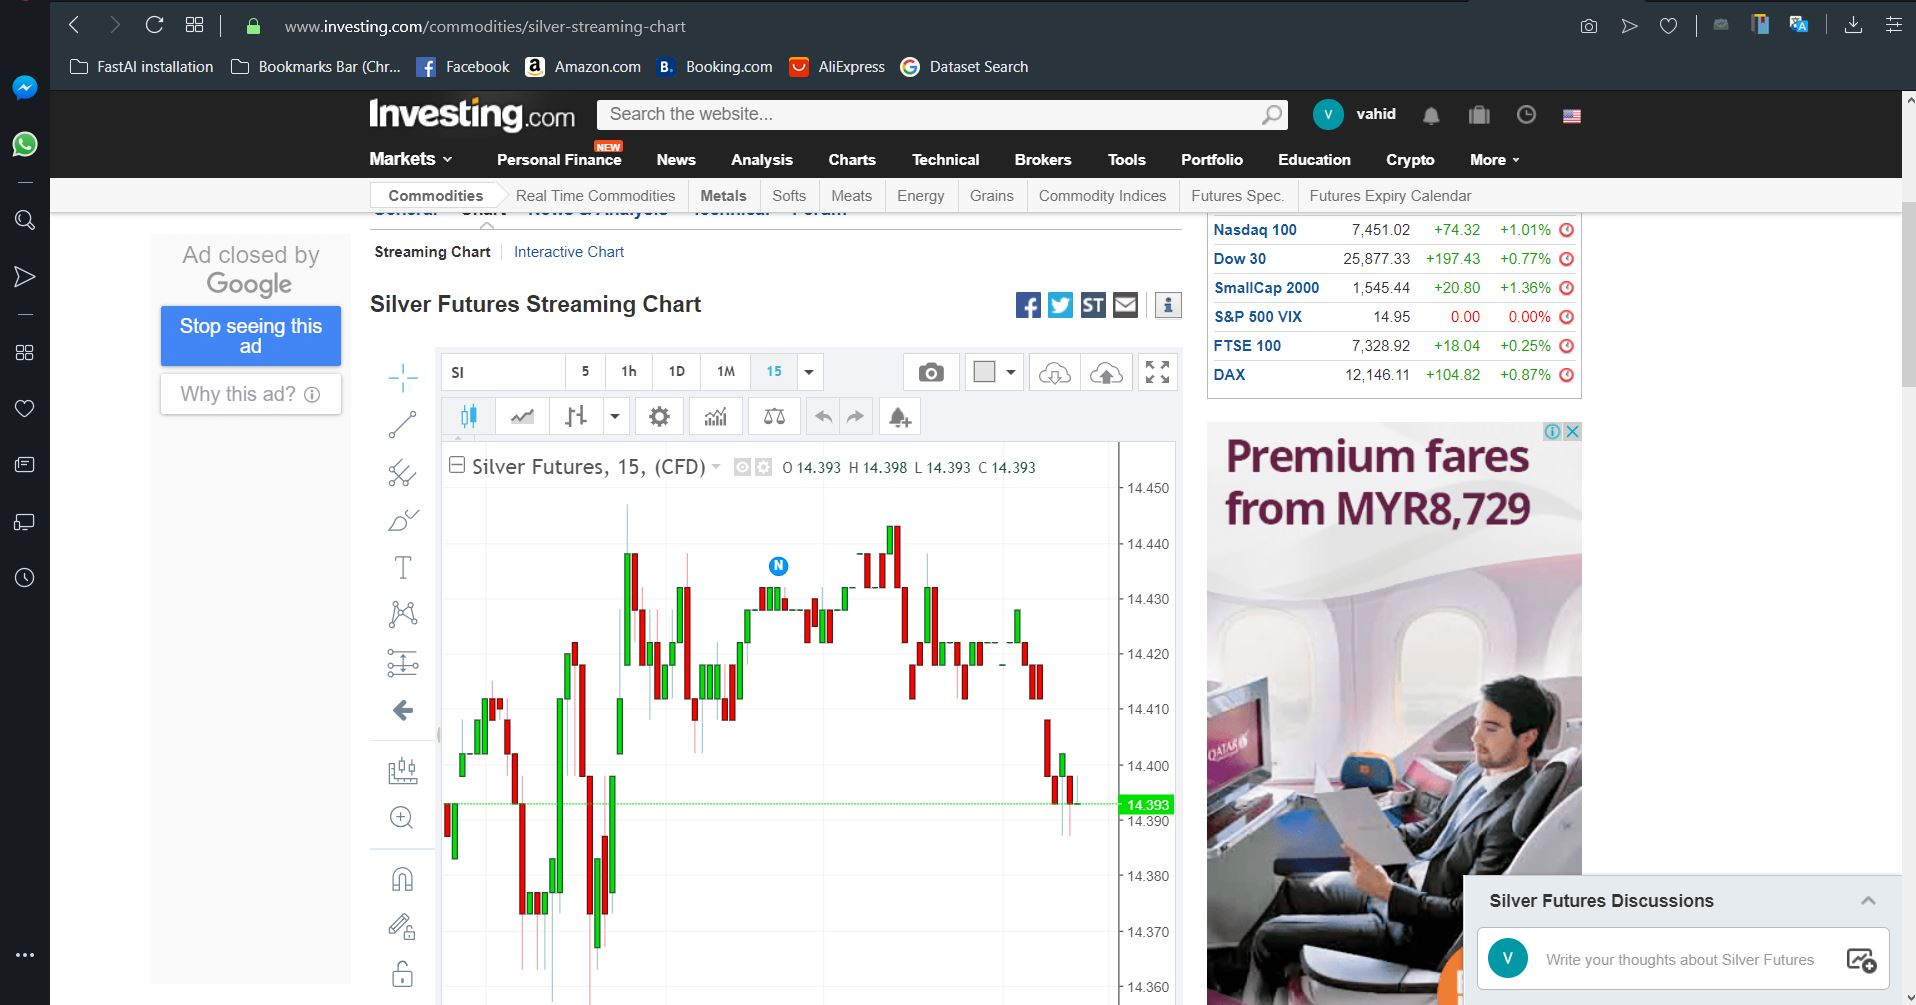 www.investing.com/commodities/silver-streaming-chart
FastAI installation
Bookmarks Bar (Chr...
Facebook
Amazon.com
Booking.com
AliExpress
Dataset Search
Investing.com
Search the website...
V
vahid
Markets
Personal Finance
NEW
News
Analysis
Charts
Technical
Brokers
Tools
Portfolio
Education
Crypto
More
Commodities
Real Time Commodities
Metals
Softs
Meats
Energy
Grains
Commodity Indices
Futures Spec.
Futures Expiry Calendar
General Chart News & Analysis Technical Forum
Streaming Chart
Interactive Chart
Ad closed by
Google
Stop seeing this
ad
Why this ad?
Silver Futures Streaming Chart
ST
SI
5
1h
1D
1M
15
Silver Futures, 15, (CFD)
O 14.393 H 14.398 L 14.393 C 14.393
N
14.450
14.440
14.430
14.420
14.410
14.400
14.393
14.390
14.380
14.370
14.360
Nasdaq 100 7,451.02 +74.32 +1.01%
Dow 30 25,877.33 +197.43 +0.77%
SmallCap 2000 1,545.44 +20.80 +1.36%
S&P 500 VIX 14.95 0.00 0.00%
FTSE 100 7,328.92 +18.04 +0.25%
DAX 12,146.11 +104.82 +0.87%
Premium fares
from MYR8,729
QATAR
Silver Futures Discussions
V
Write your thoughts about Silver Futures